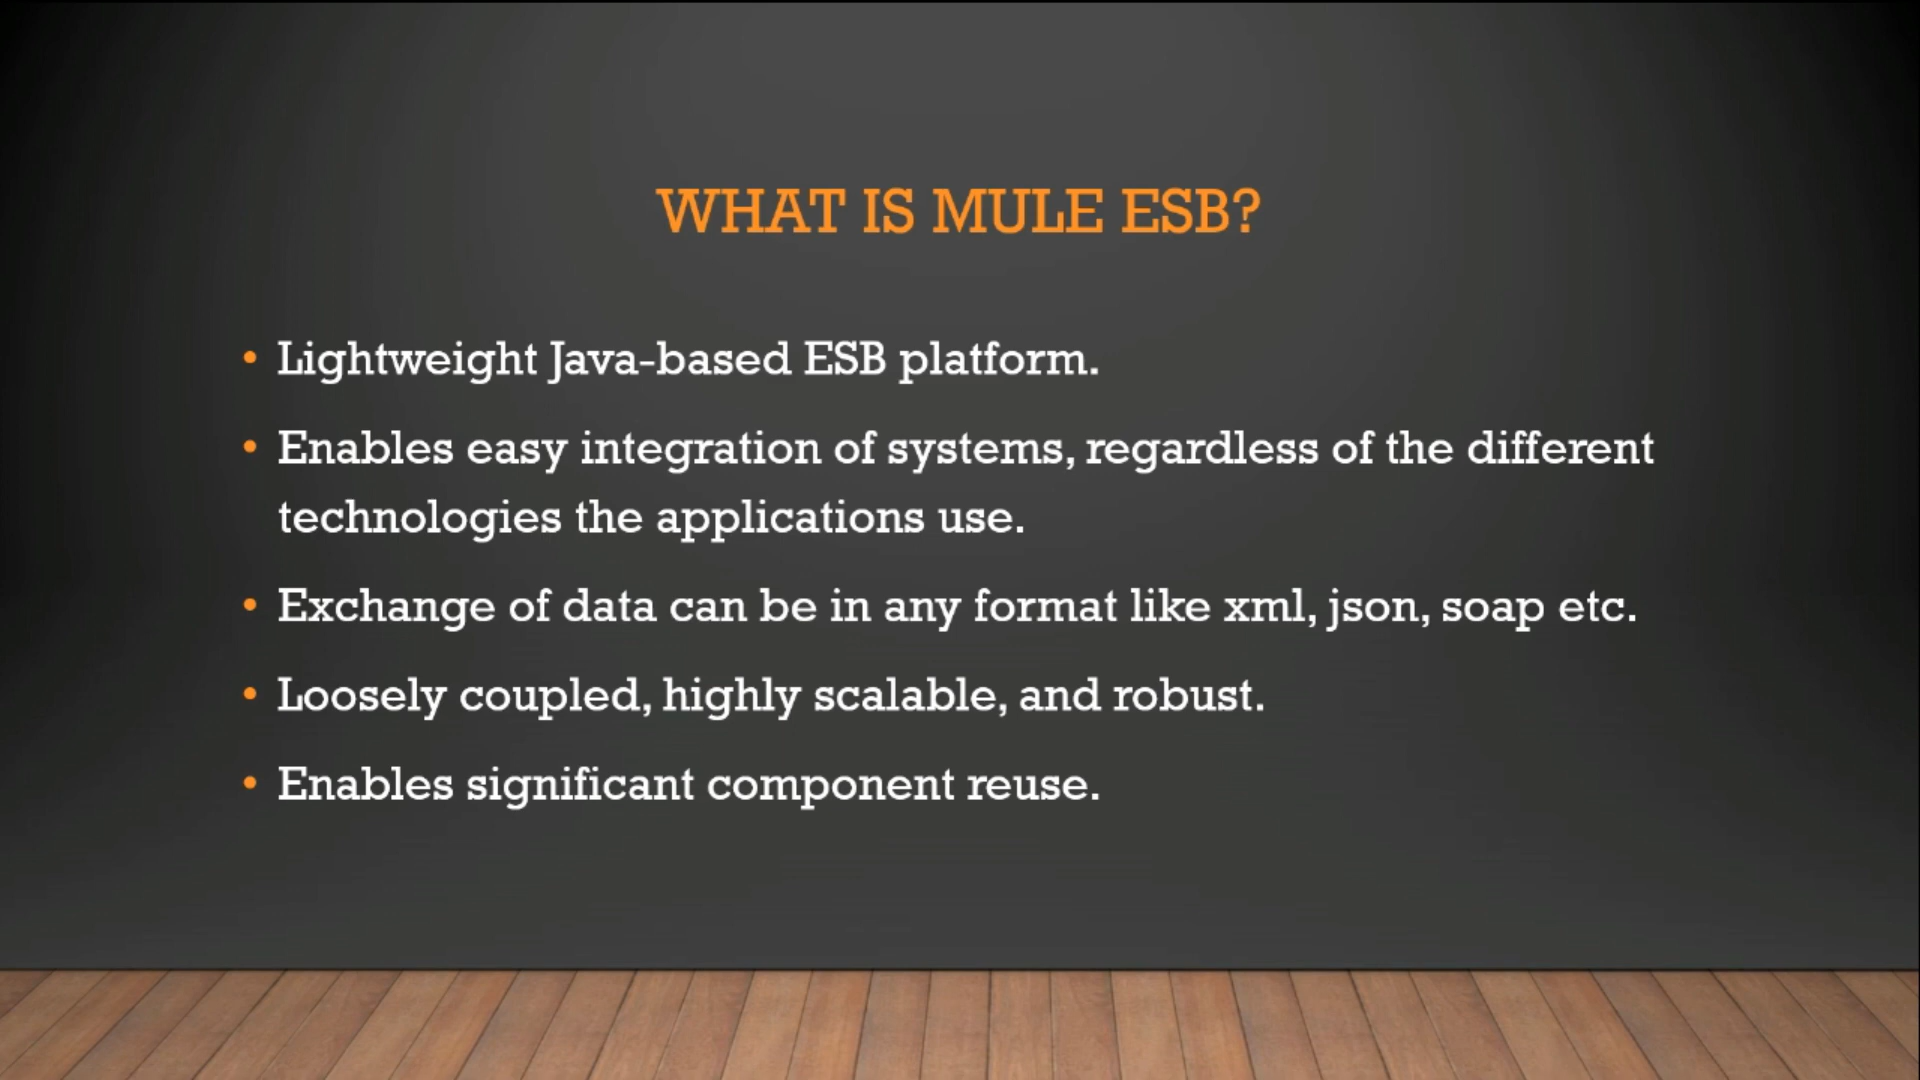 WHAT IS MULE ESB?
• Lightweight Java-based ESB platform.
• Enables easy integration of systems, regardless of the different
technologies the applications use.
• Exchange of data can be in any format like xml, json, soap etc.
• Loosely coupled, highly scalable, and robust.
• Enables significant component reuse.